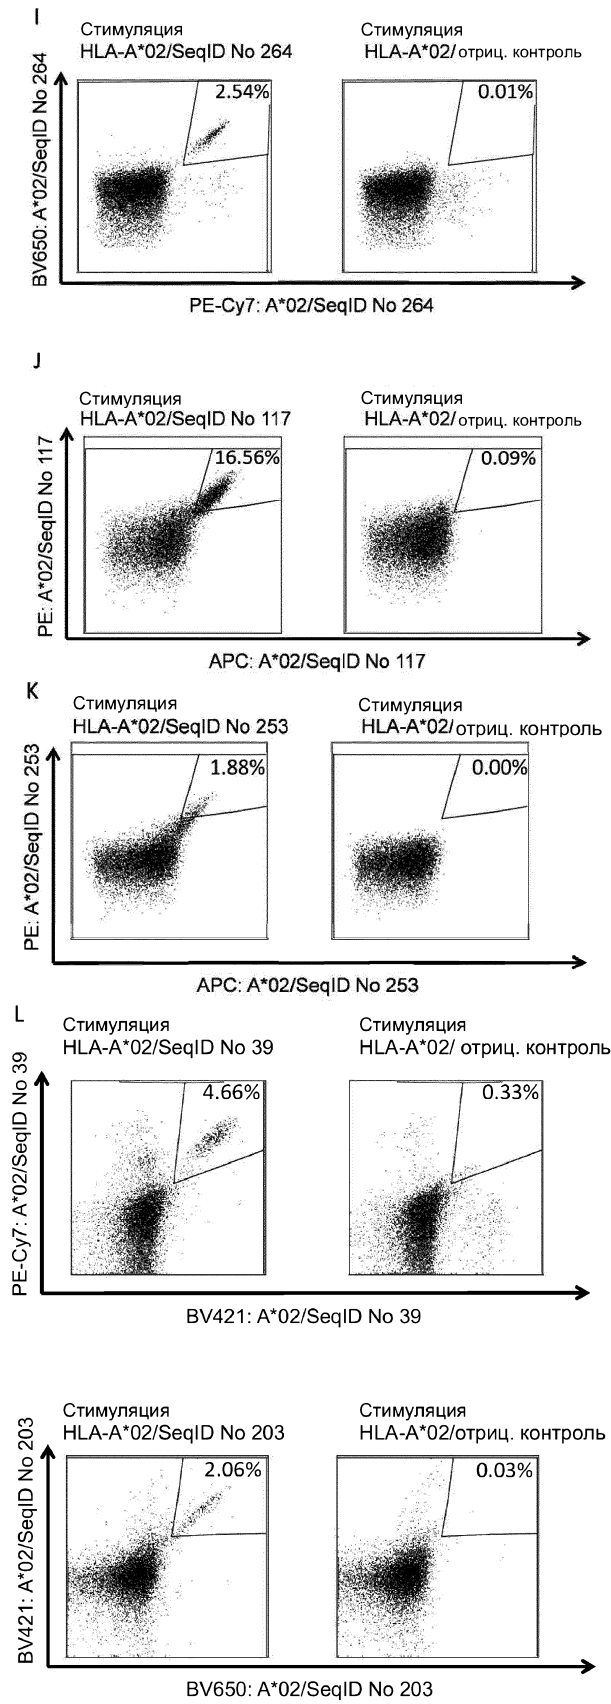 I
Стимуляция
HLA-A*02/SeqID No 264
Стимуляция
HLA-A*02/отриц. контроль
2.54%
0.01%
BV650: A*02/SeqID No 264
PE-Cy7: A*02/SeqID No 264
J
Стимуляция
HLA-A*02/SeqID No 117
Стимуляция
HLA-A*02/отриц. контроль
16.56%
0.09%
PE: A*02/SeqID No 117
APC: A*02/SeqID No 117
K
Стимуляция
HLA-A*02/SeqID No 253
Стимуляция
HLA-A*02/отриц. контроль
1.88%
0.00%
PE: A*02/SeqID No 253
APC: A*02/SeqID No 253
L
Стимуляция
HLA-A*02/SeqID No 39
Стимуляция
HLA-A*02/ отриц. контроль
4.66%
0.33%
PE-Cy7: A*02/SeqID No 39
BV421: A*02/SeqID No 39
Стимуляция
HLA-A*02/SeqID No 203
Стимуляция
HLA-A*02/отриц. контроль
2.06%
0.03%
BV421: A*02/SeqID No 203
BV650: A*02/SeqID No 203